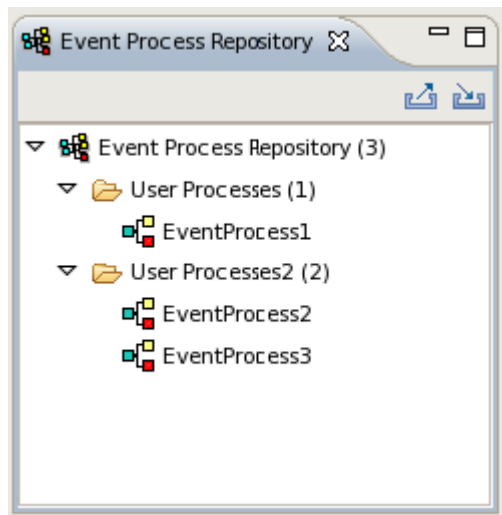 Event Process Repository
Event Process Repository (3)
User Processes (1)
EventProcess1
User Processes2 (2)
EventProcess2
EventProcess3